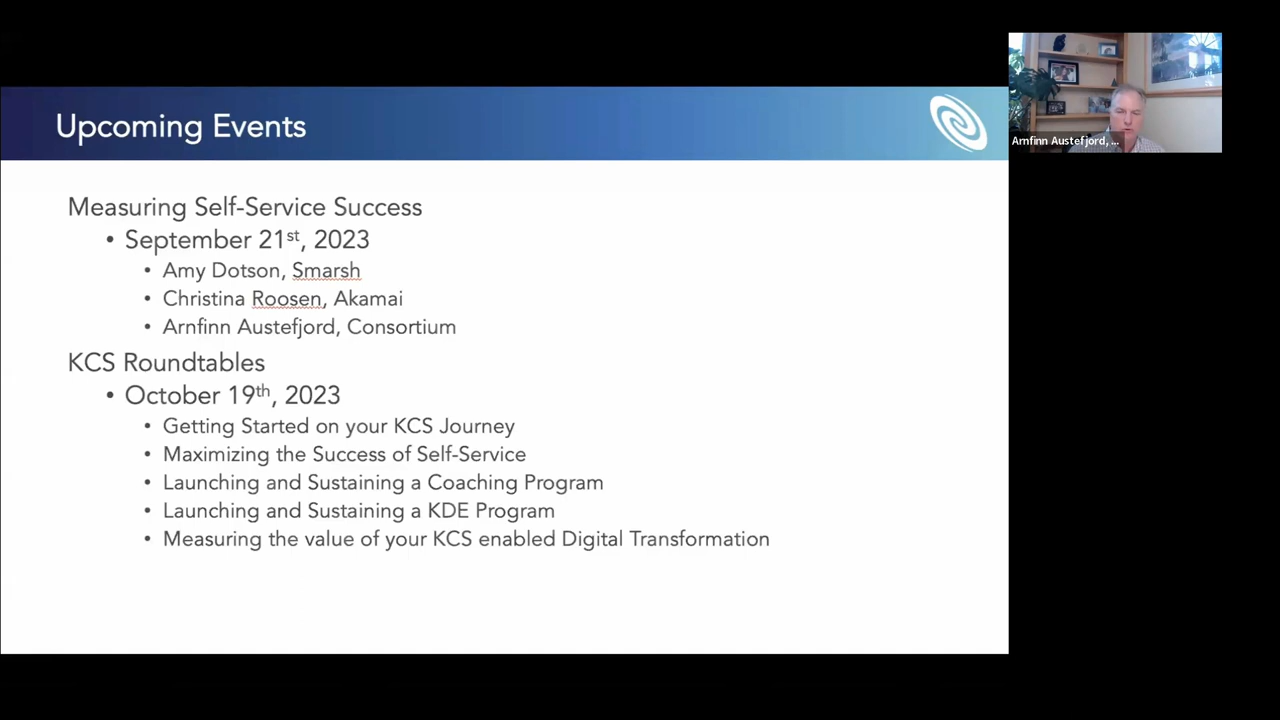 Upcoming Events
Measuring Self-Service Success
• September 21st, 2023
• Amy Dotson, Smarsh
• Christina Roosen, Akamai
• Arnfinn Austefjord, Consortium
KCS Roundtables
• October 19th, 2023
• Getting Started on your KCS Journey
• Maximizing the Success of Self-Service
• Launching and Sustaining a Coaching Program
• Launching and Sustaining a KDE Program
• Measuring the value of your KCS enabled Digital Transformation
Arnfinn Austefjord, ...